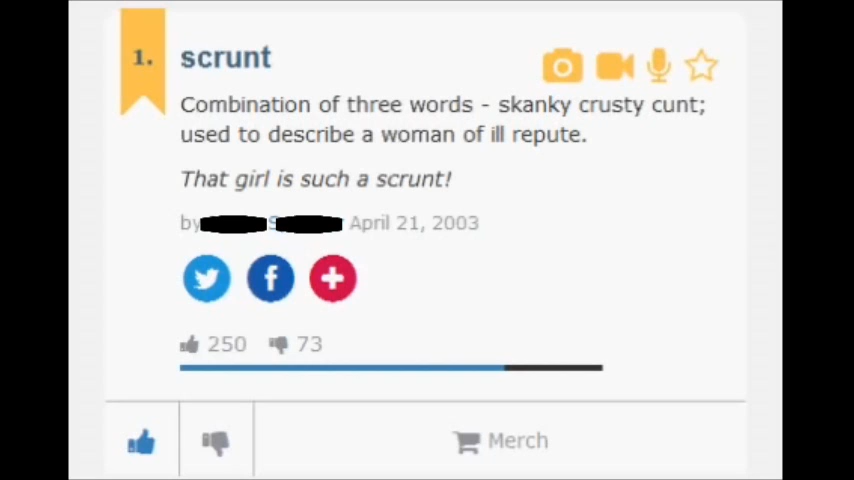 1. scrunt
Combination of three words - skanky crusty cunt;
used to describe a woman of ill repute.
That girl is such a scrunt!
by April 21, 2003
250 73
Merch